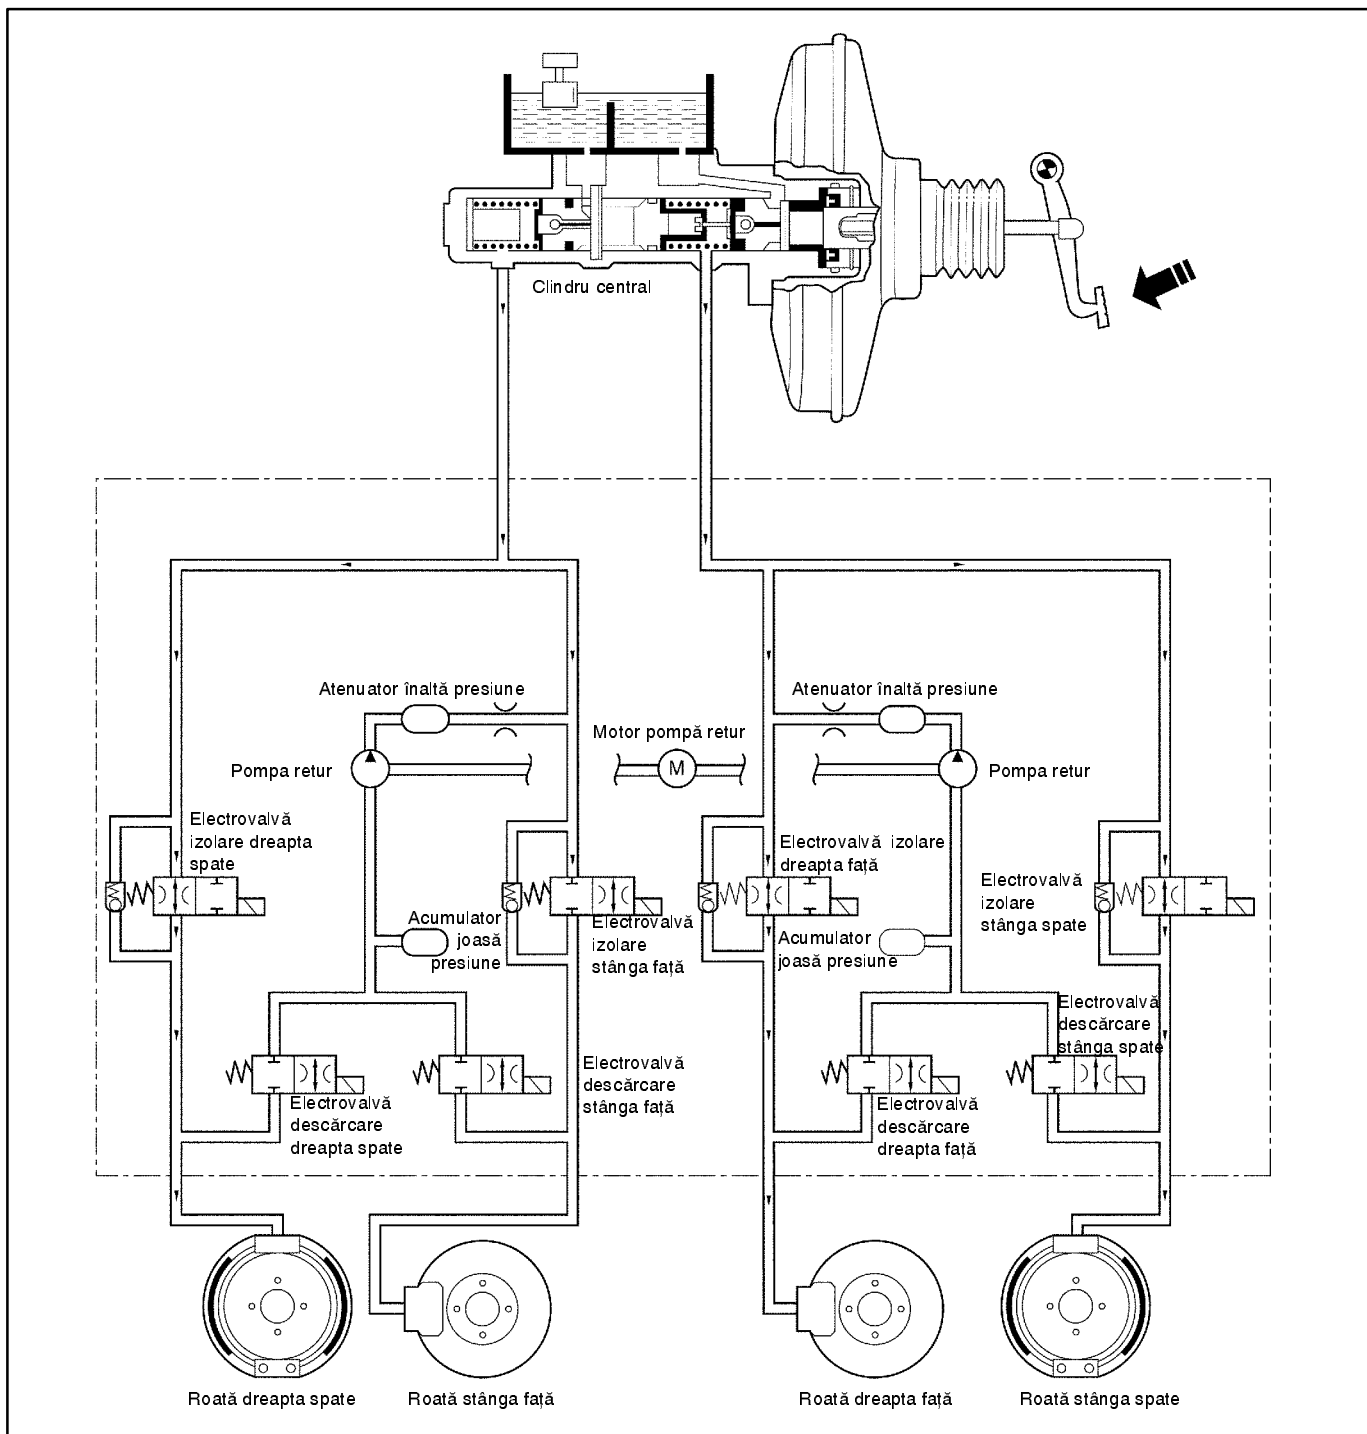 Clindru central
Atenuator înaltă presiune
Atenuator înaltă presiune
Motor pompă retur
M
Pompa retur
Pompa retur
Electrovalvă
izolare dreapta
spate
Electrovalvă izolare
dreapta față
Electrovalvă
izolare
stânga spate
Acumulator
joasă
presiune
Electrovalvă
izolare
stânga față
Acumulator
joasă presiune
Electrovalvă
descărcare
stânga spate
Electrovalvă
descărcare
stânga față
Electrovalvă
descărcare
dreapta spate
Electrovalvă
descărcare
dreapta față
Roată dreapta spate
Roată stânga față
Roată dreapta față
Roată stânga spate